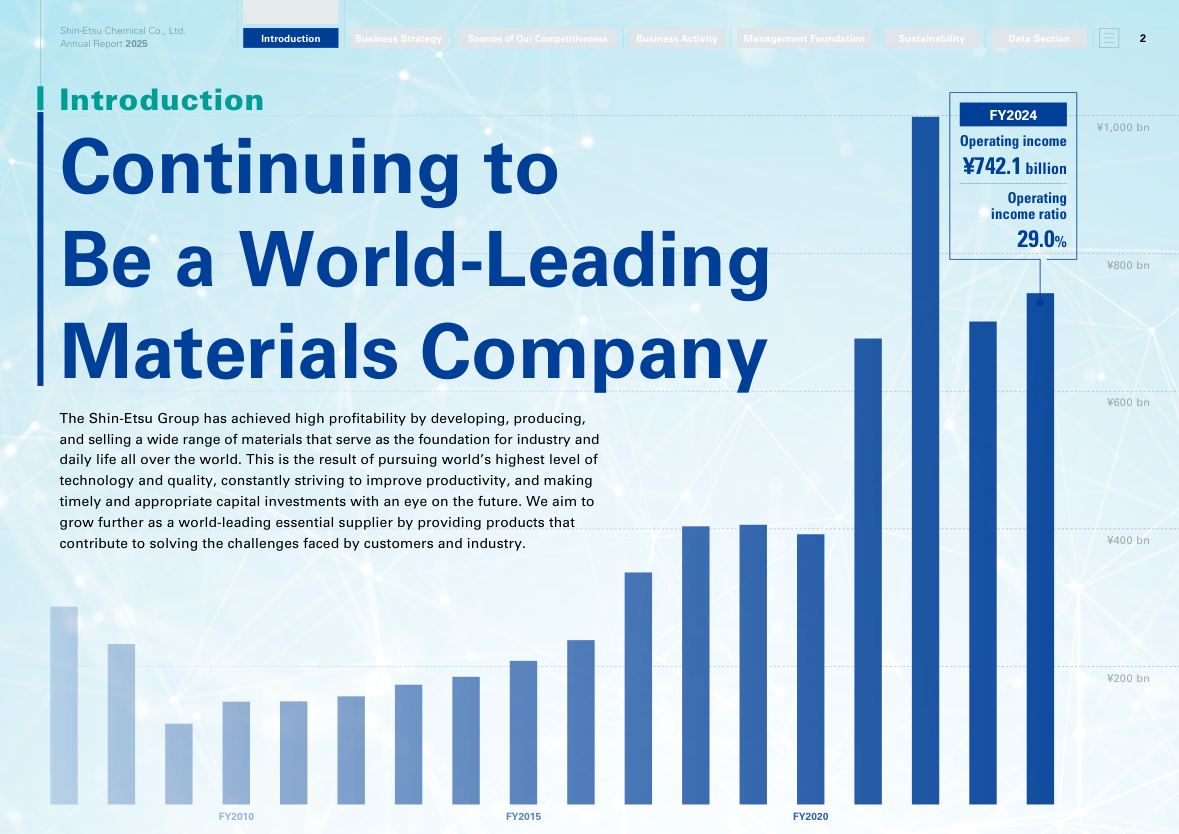 Shin-Etsu Chemical Co., Ltd.
Annual Report 2025
Introduction
Business Strategy
Sources of Our Competitiveness
Business Activity
Management Foundation
Sustainability
Data Section
2
Introduction
Continuing to
Be a World-Leading
Materials Company
The Shin-Etsu Group has achieved high profitability by developing, producing,
and selling a wide range of materials that serve as the foundation for industry and
daily life all over the world. This is the result of pursuing world’s highest level of
technology and quality, constantly striving to improve productivity, and making
timely and appropriate capital investments with an eye on the future. We aim to
grow further as a world-leading essential supplier by providing products that
contribute to solving the challenges faced by customers and industry.
FY2024
Operating income
¥742.1 billion
Operating
income ratio
29.0%
¥1,000 bn
¥800 bn
¥600 bn
¥400 bn
¥200 bn
FY2010
FY2015
FY2020